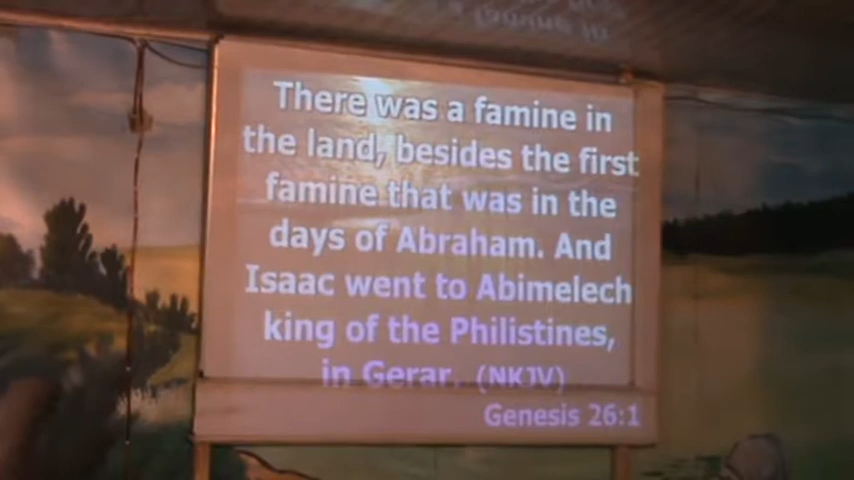 There was a famine in
the land, besides the first
famine that was in the
days of Abraham. And
Isaac went to Abimelech
king of the Philistines,
in Gerar. (NKJV)
Genesis 26:1